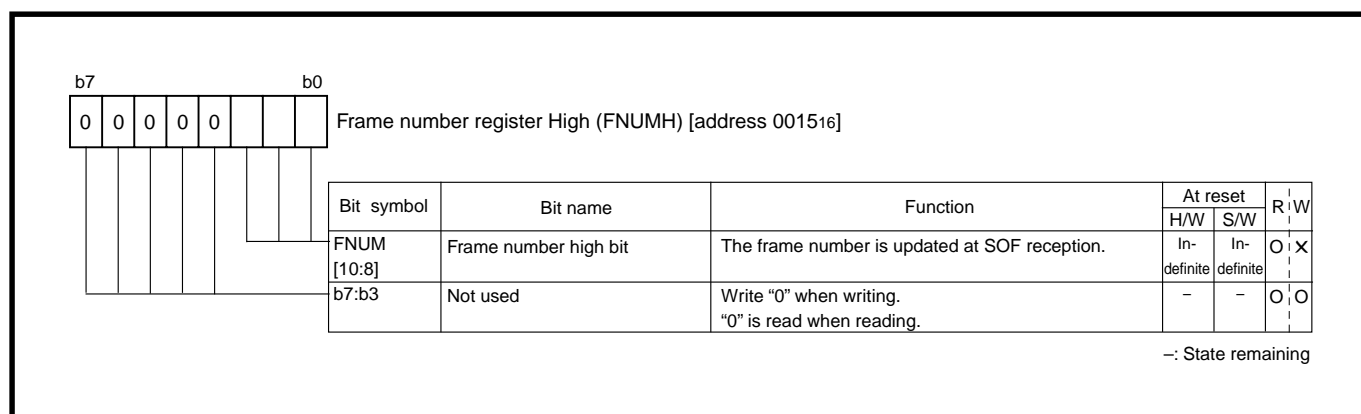 b7 b0
0 0 0 0 0
Frame number register High (FNUMH) [address 001516]
Bit symbol Bit name Function At reset R W
H/W S/W
FNUM Frame number high bit The frame number is updated at SOF reception. In- In- O X
[10:8] definite definite
b7:b3 Not used Write “0” when writing. – – O O
“0” is read when reading.
–: State remaining